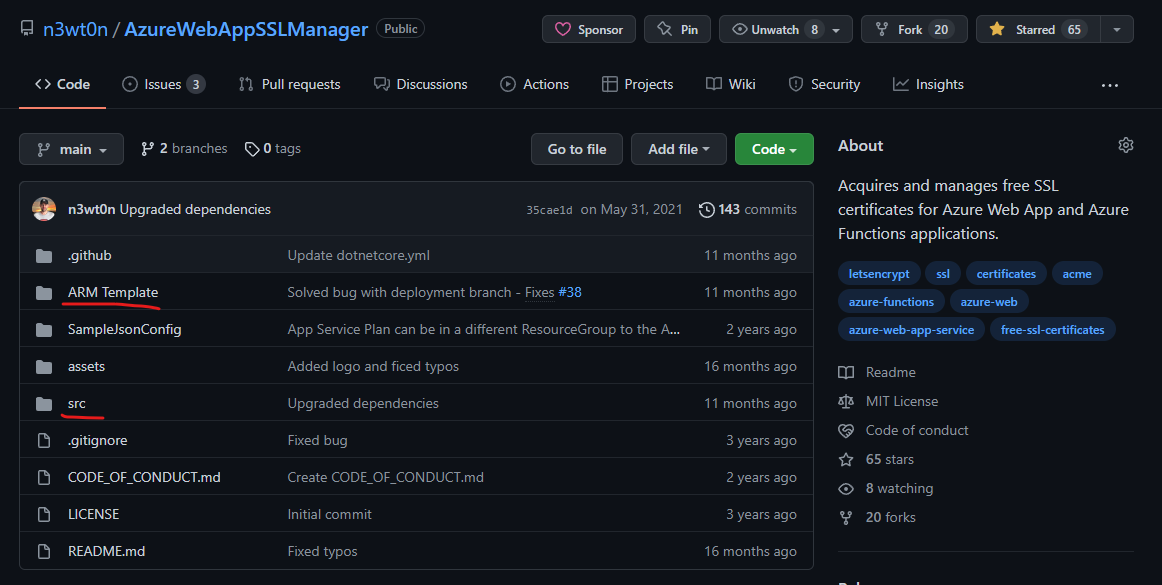 n3wt0n / AzureWebAppSSLManager Public
Sponsor Pin Unwatch 8 Fork 20 Starred 65
Code Issues 3 Pull requests Discussions Actions Projects Wiki Security Insights
main 2 branches 0 tags Go to file Add file Code
n3wt0n Upgraded dependencies 35cae1d on May 31, 2021 143 commits
.github Update dotnetcore.yml 11 months ago
ARM Template Solved bug with deployment branch - Fixes #38 11 months ago
SampleJsonConfig App Service Plan can be in a different ResourceGroup to the A... 2 years ago
assets Added logo and ficed typos 16 months ago
src Upgraded dependencies 11 months ago
.gitignore Fixed bug 3 years ago
CODE_OF_CONDUCT.md Create CODE_OF_CONDUCT.md 2 years ago
LICENSE Initial commit 3 years ago
README.md Fixed typos 16 months ago
About
Acquires and manages free SSL
certificates for Azure Web App and Azure
Functions applications.
letsencrypt ssl certificates acme
azure-functions azure-web
azure-web-app-service free-ssl-certificates
Readme
MIT License
Code of conduct
65 stars
8 watching
20 forks